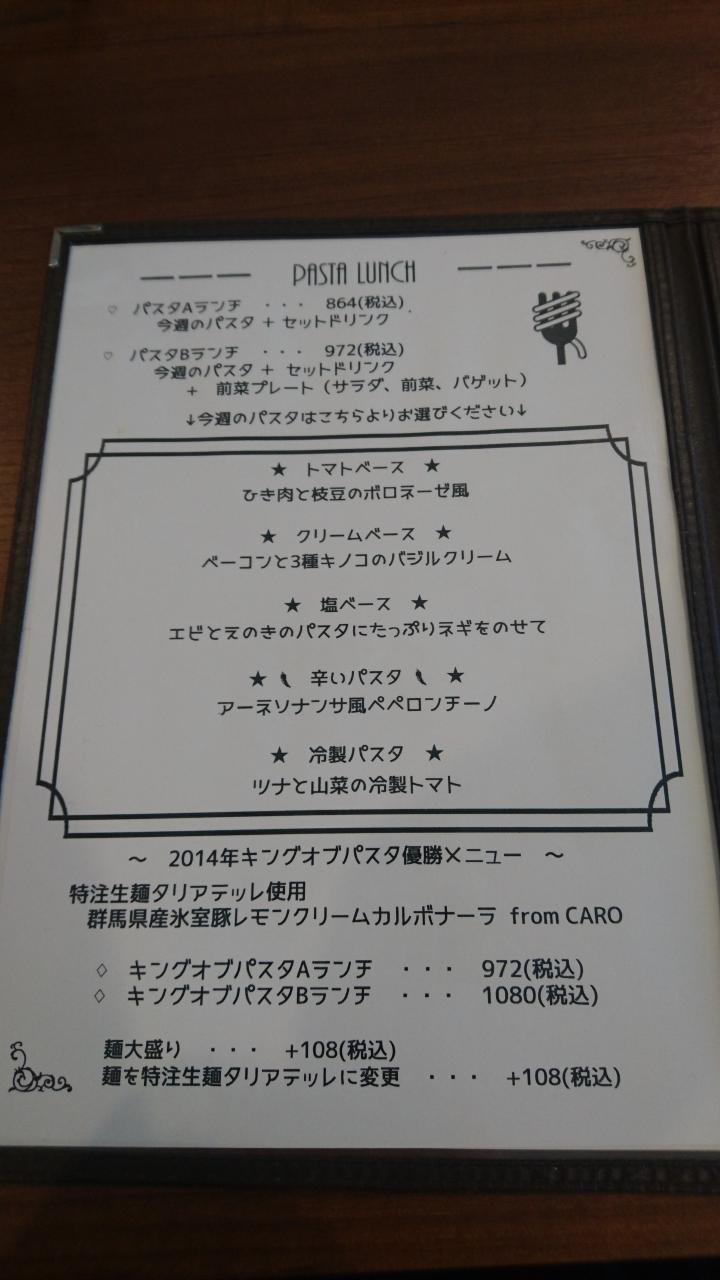 PASTA LUNCH
♡ パスタAランチ ・・・ 864(税込)
今週のパスタ + セットドリンク
♡ パスタBランチ ・・・ 972(税込)
今週のパスタ + セットドリンク
+ 前菜プレート(サラダ、前菜、バゲット)
↓今週のパスタはこちらよりお選びください↓
★ トマトベース ★
ひき肉と枝豆のボロネーゼ風
★ クリームベース ★
ベーコンと3種キノコのバジルクリーム
★ 塩ベース ★
エビとえのきのパスタにたっぷりネギをのせて
★ 辛いパスタ ★
アーネソナンサ風ペペロンチーノ
★ 冷製パスタ ★
ツナと山菜の冷製トマト
~ 2014年キングオブパスタ優勝メニュー ~
特注生麺タリアテッレ使用
群馬県産氷室豚レモンクリームカルボナーラ from CARO
♢ キングオブパスタAランチ ・・・ 972(税込)
♢ キングオブパスタBランチ ・・・ 1080(税込)
麺大盛り ・・・ +108(税込)
麺を特注生麺タリアテッレに変更 ・・・ +108(税込)